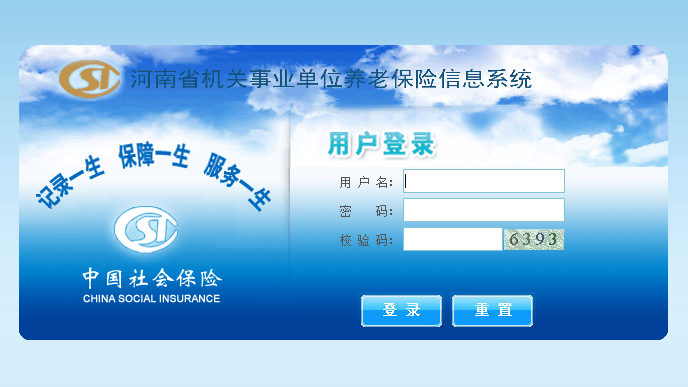 河南省机关事业单位养老保险信息系统
记录一生 保障一生 服务一生
中国社会保险
CHINA SOCIAL INSURANCE
用户登录
用 户 名:
密 码:
校 验 码: 6393
登 录 重 置